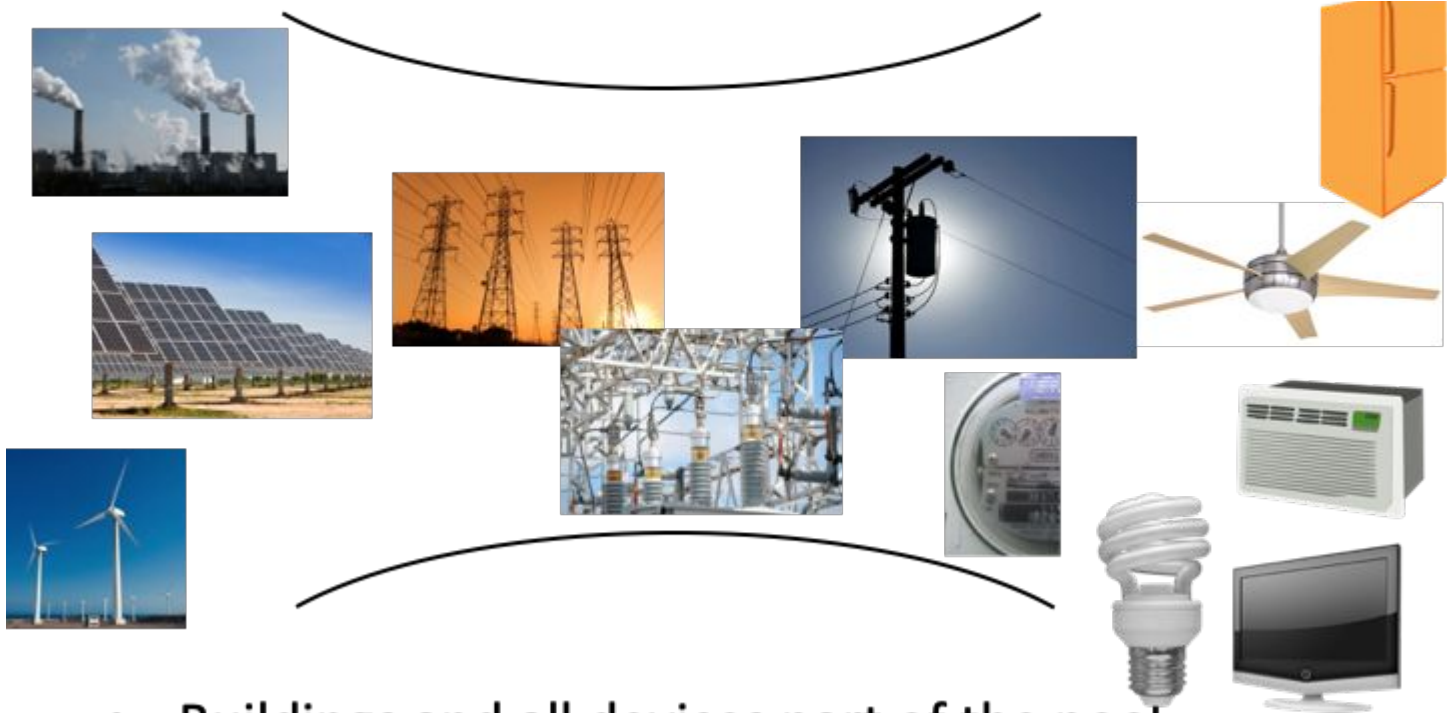 • Buildings and all devices part of the